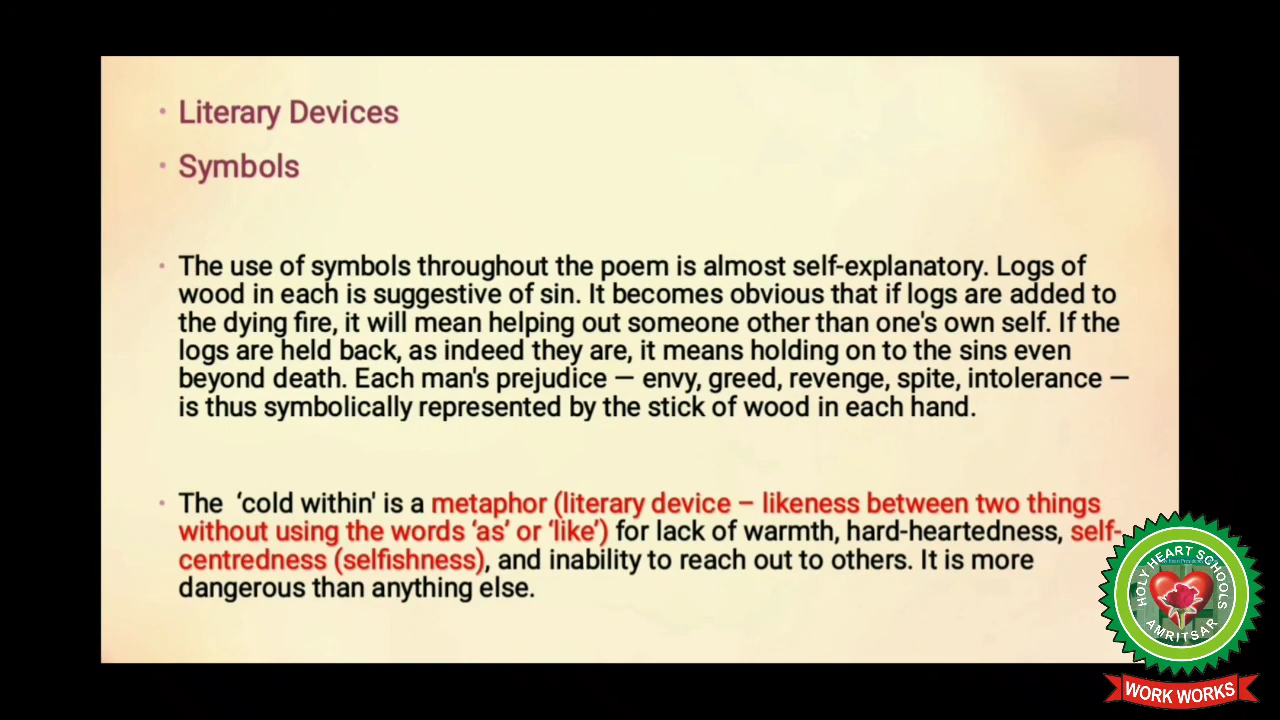 • Literary Devices
• Symbols
• The use of symbols throughout the poem is almost self-explanatory. Logs of
wood in each is suggestive of sin. It becomes obvious that if logs are added to
the dying fire, it will mean helping out someone other than one's own self. If the
logs are held back, as indeed they are, it means holding on to the sins even
beyond death. Each man's prejudice — envy, greed, revenge, spite, intolerance —
is thus symbolically represented by the stick of wood in each hand.
• The ‘cold within' is a metaphor (literary device – likeness between two things
without using the words ‘as’ or ‘like’) for lack of warmth, hard-heartedness, self-
centredness (selfishness), and inability to reach out to others. It is more
dangerous than anything else.
HOLY HEART SCHOOLS
AMRITSAR
WORK WORKS